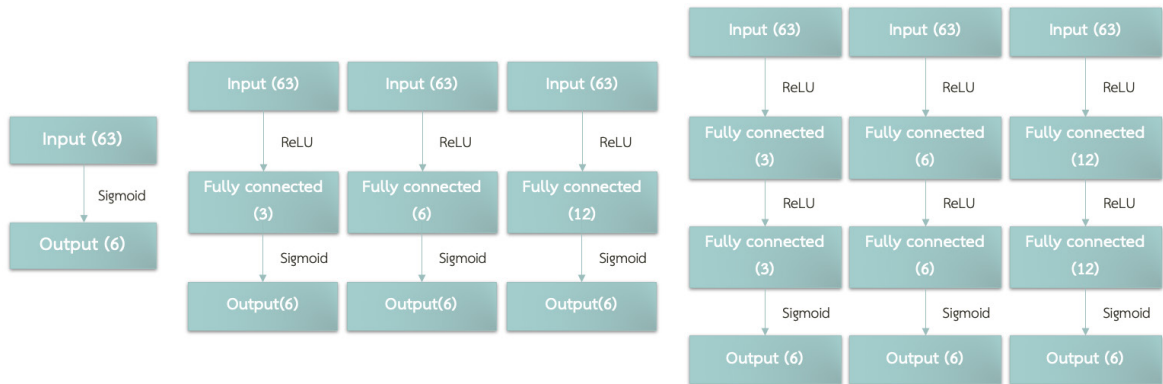 Input (63)
Sigmoid
Output (6)
Input (63)
ReLU
Fully connected
(3)
Sigmoid
Output(6)
Input (63)
ReLU
Fully connected
(6)
Sigmoid
Output(6)
Input (63)
ReLU
Fully connected
(12)
Sigmoid
Output(6)
Input (63)
ReLU
Fully connected
(3)
ReLU
Fully connected
(3)
Sigmoid
Output (6)
Input (63)
ReLU
Fully connected
(6)
ReLU
Fully connected
(6)
Sigmoid
Output (6)
Input (63)
ReLU
Fully connected
(12)
ReLU
Fully connected
(12)
Sigmoid
Output (6)